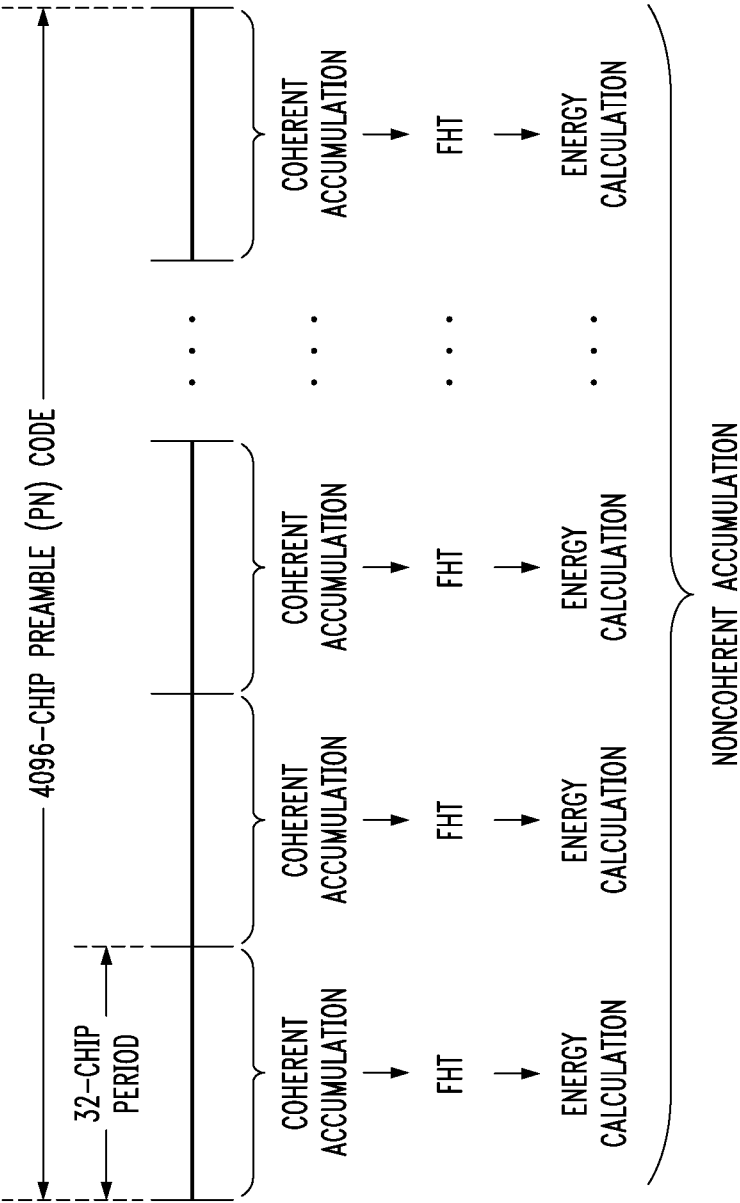 4096-CHIP PREAMBLE (PN) CODE
32-CHIP
PERIOD
COHERENT
ACCUMULATION
COHERENT
ACCUMULATION
COHERENT
ACCUMULATION
COHERENT
ACCUMULATION
FHT
FHT
FHT
FHT
ENERGY
CALCULATION
ENERGY
CALCULATION
ENERGY
CALCULATION
ENERGY
CALCULATION
NONCOHERENT ACCUMULATION